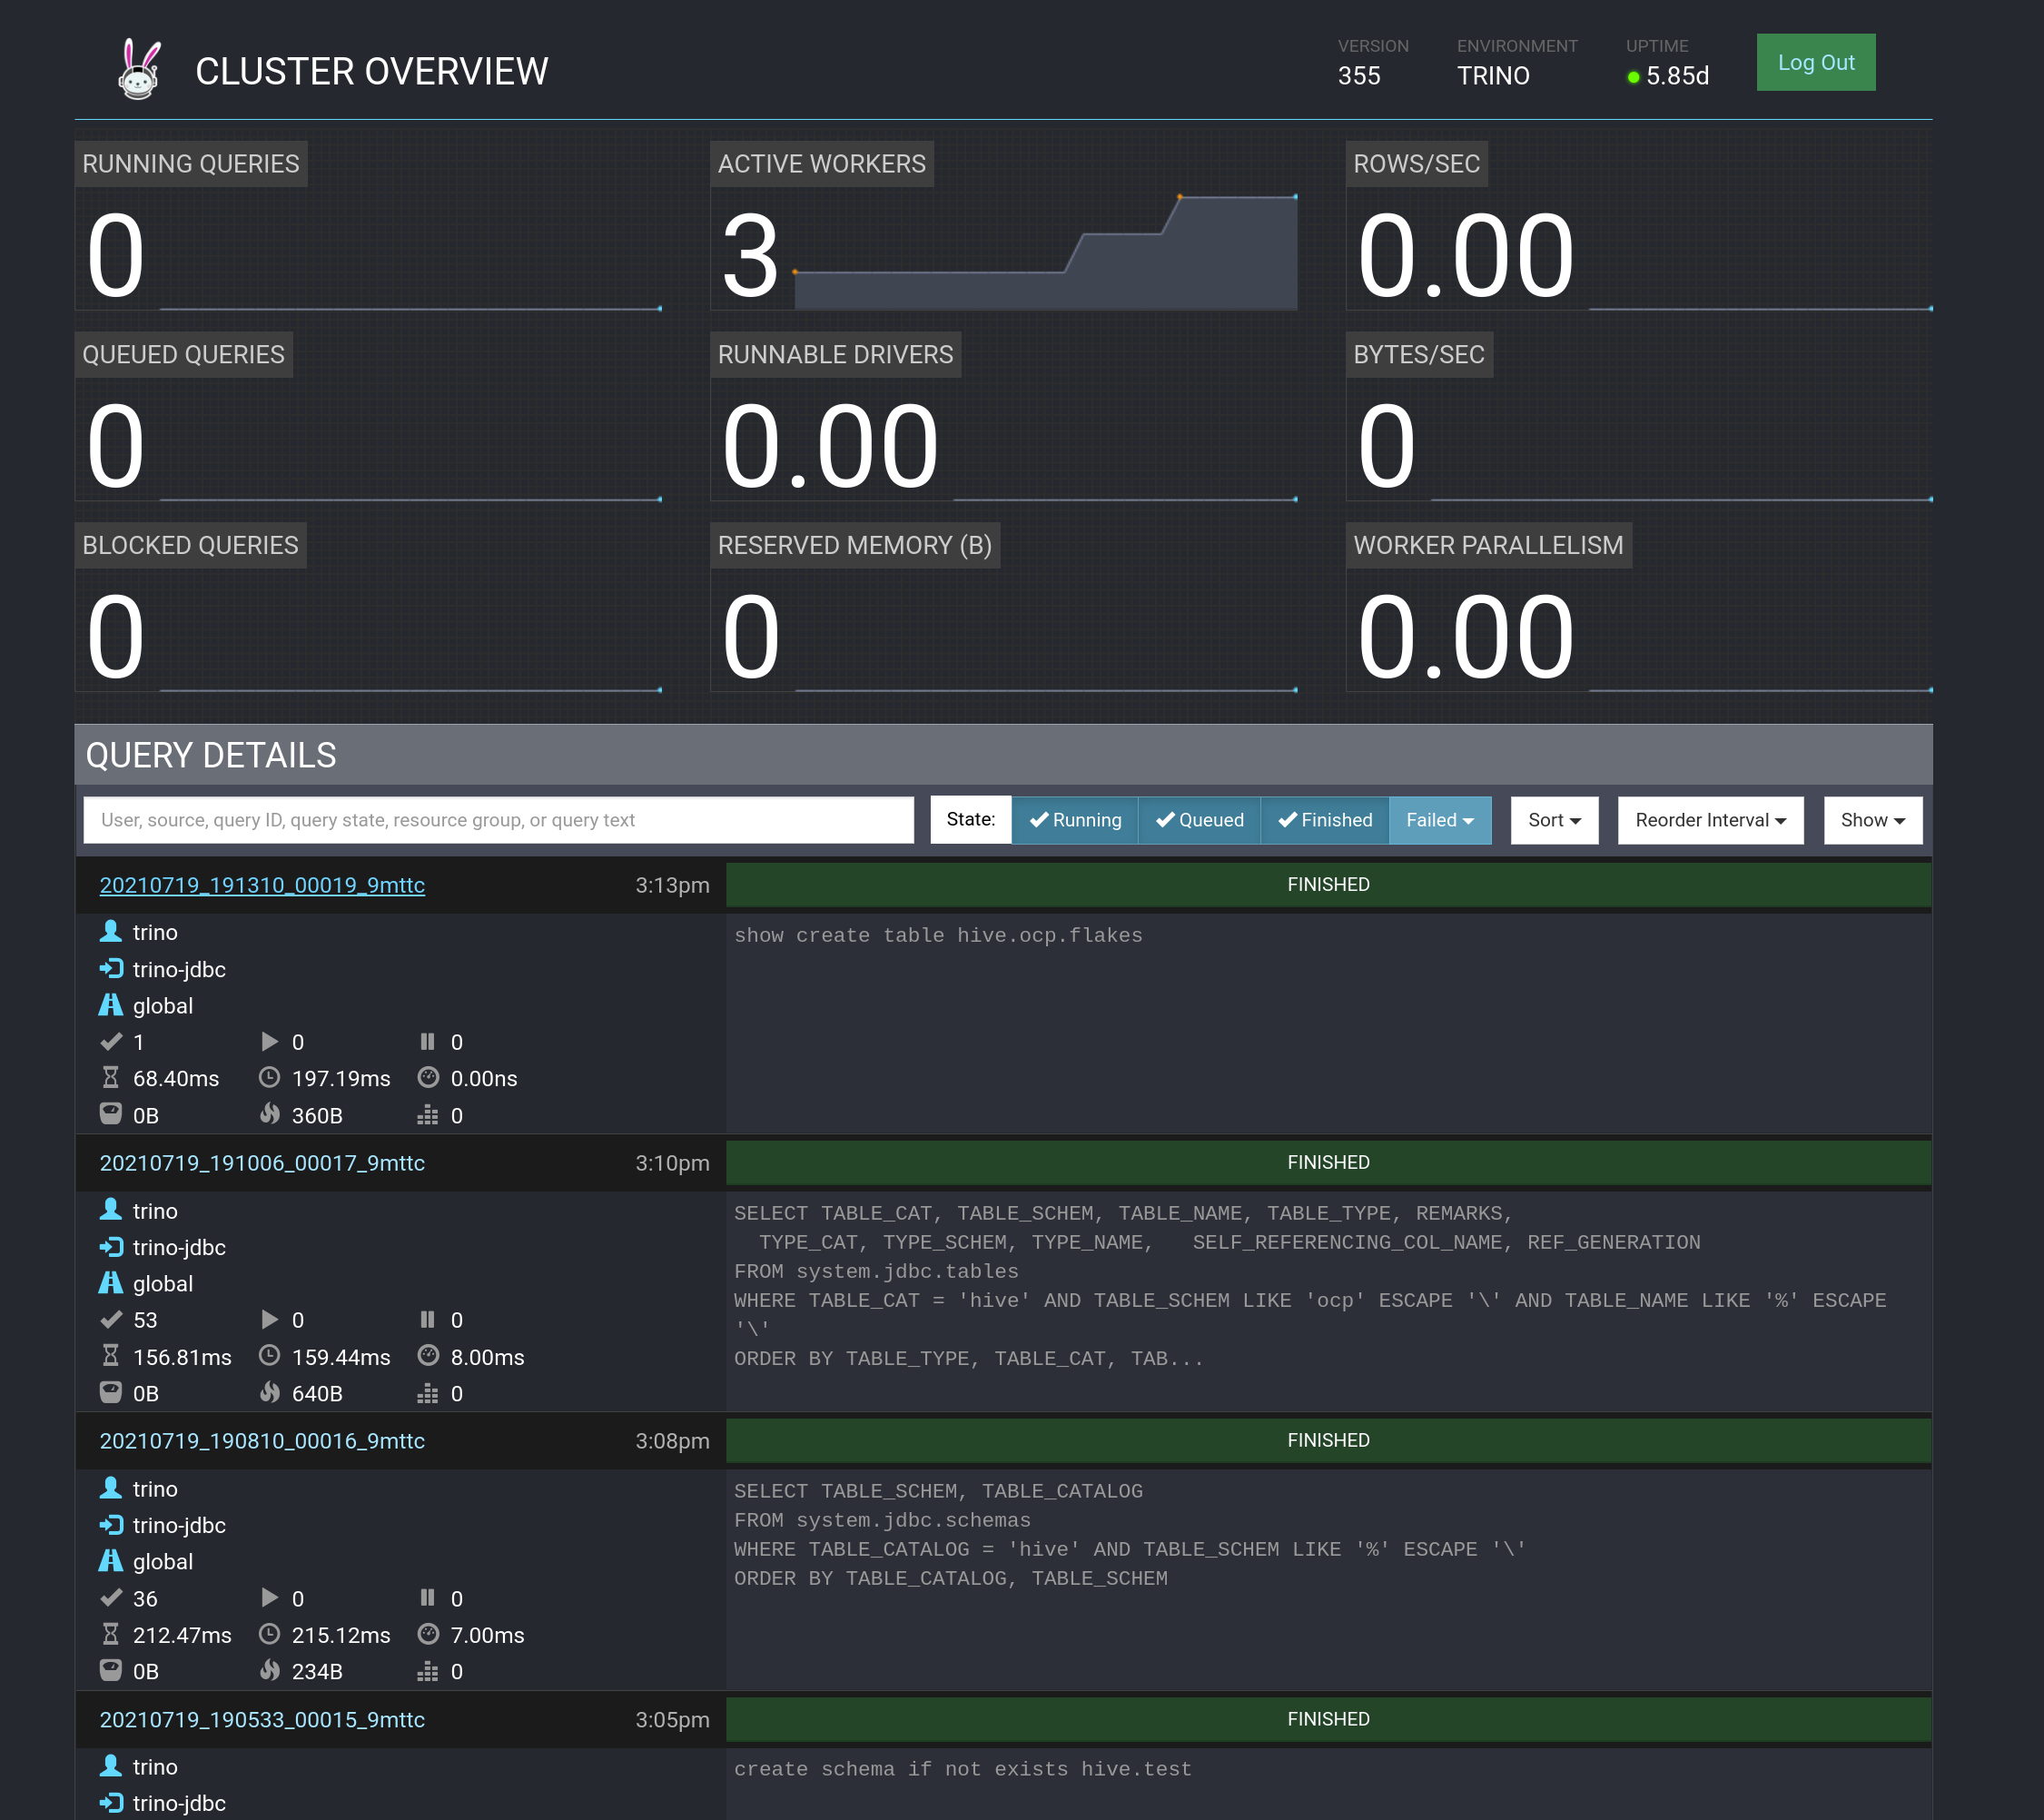 CLUSTER OVERVIEW
VERSION
355
ENVIRONMENT
TRINO
UPTIME
5.85d
Log Out
RUNNING QUERIES
0
ACTIVE WORKERS
3
ROWS/SEC
0.00
QUEUED QUERIES
0
RUNNABLE DRIVERS
0.00
BYTES/SEC
0
BLOCKED QUERIES
0
RESERVED MEMORY (B)
0
WORKER PARALLELISM
0.00
QUERY DETAILS
User, source, query ID, query state, resource group, or query text
State: Running Queued Finished Failed Sort Reorder Interval Show
20210719_191310_00019_9mttc 3:13pm FINISHED
trino
trino-jdbc
global
1 0 0
68.40ms 197.19ms 0.00ns
0B 360B 0
show create table hive.ocp.flakes
20210719_191006_00017_9mttc 3:10pm FINISHED
trino
trino-jdbc
global
53 0 0
156.81ms 159.44ms 8.00ms
0B 640B 0
SELECT TABLE_CAT, TABLE_SCHEM, TABLE_NAME, TABLE_TYPE, REMARKS,
TYPE_CAT, TYPE_SCHEM, TYPE_NAME, SELF_REFERENCING_COL_NAME, REF_GENERATION
FROM system.jdbc.tables
WHERE TABLE_CAT = 'hive' AND TABLE_SCHEM LIKE 'ocp' ESCAPE '\' AND TABLE_NAME LIKE '%' ESCAPE
'\'
ORDER BY TABLE_TYPE, TABLE_CAT, TAB...
20210719_190810_00016_9mttc 3:08pm FINISHED
trino
trino-jdbc
global
36 0 0
212.47ms 215.12ms 7.00ms
0B 234B 0
SELECT TABLE_SCHEM, TABLE_CATALOG
FROM system.jdbc.schemas
WHERE TABLE_CATALOG = 'hive' AND TABLE_SCHEM LIKE '%' ESCAPE '\'
ORDER BY TABLE_CATALOG, TABLE_SCHEM
20210719_190533_00015_9mttc 3:05pm FINISHED
trino
trino-jdbc
create schema if not exists hive.test